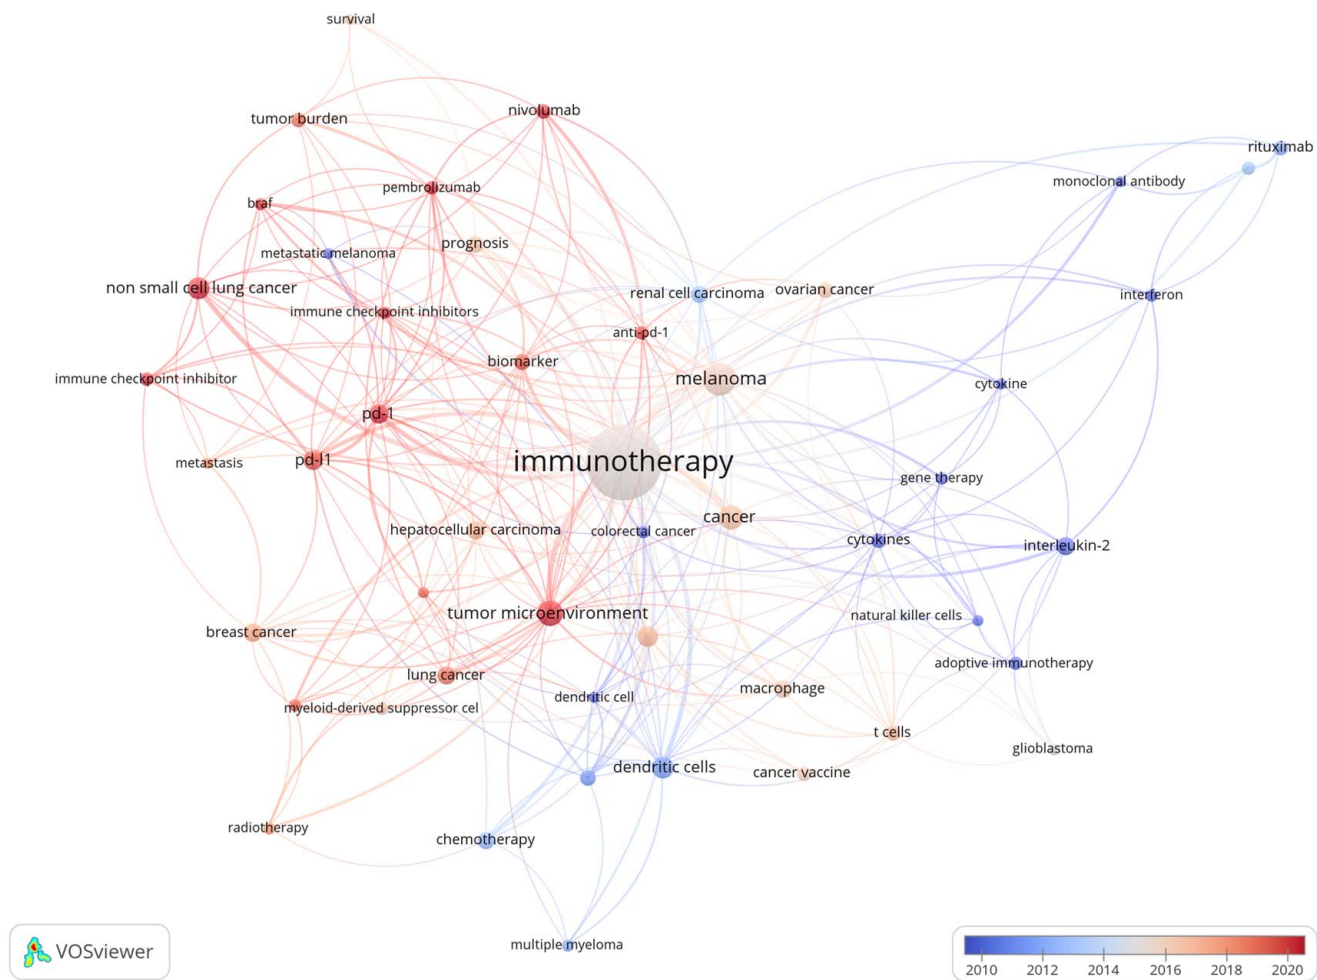 survival
nivolumab
tumor burden
rituximab
monoclonal antibody
pembrolizumab
braf
prognosis
metastatic melanoma
non small cell lung cancer
renal cell carcinoma
ovarian cancer
interferon
immune checkpoint inhibitors
anti-pd-1
biomarker
immune checkpoint inhibitor
melanoma
cytokine
pd-1
metastasis
pd-l1
immunotherapy
gene therapy
cancer
hepatocellular carcinoma
colorectal cancer
cytokines
interleukin-2
tumor microenvironment
natural killer cells
breast cancer
adoptive immunotherapy
lung cancer
macrophage
dendritic cell
myeloid-derived suppressor cel
t cells
glioblastoma
dendritic cells
cancer vaccine
radiotherapy
chemotherapy
multiple myeloma
VOSviewer
2010 2012 2014 2016 2018 2020